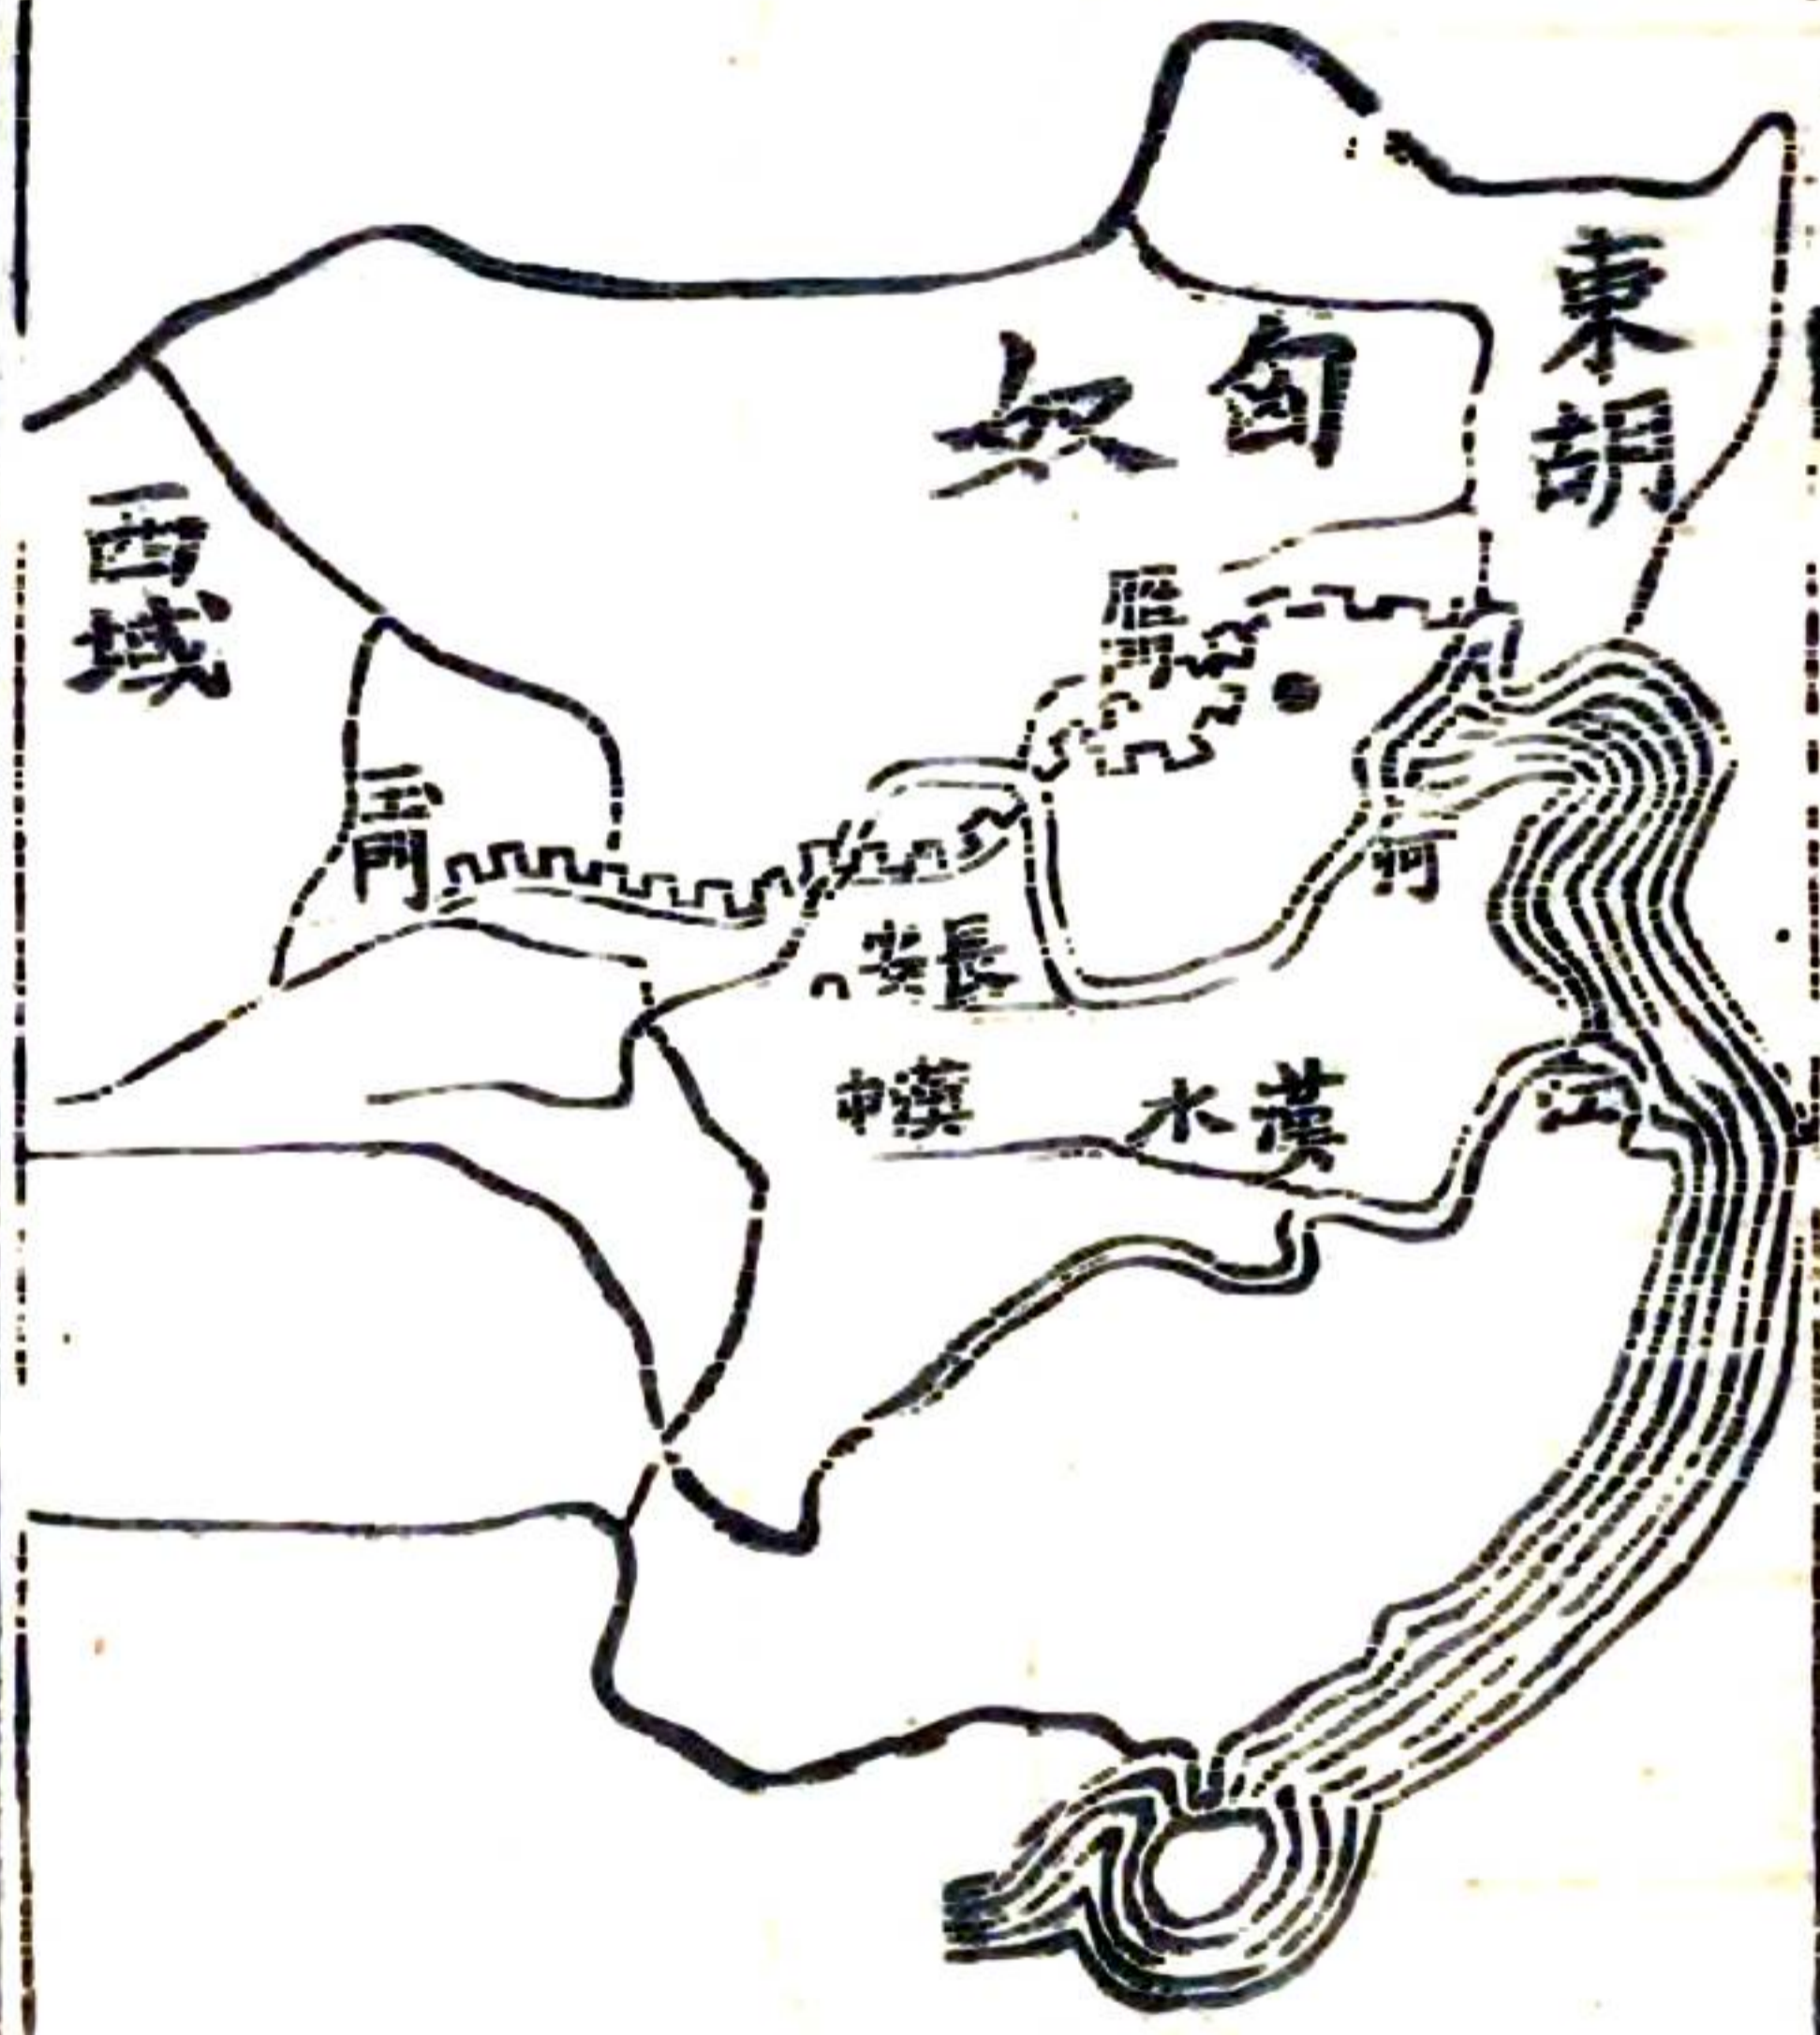 東胡
匈奴
西域
雁門
玉門
河
長安
漢中
漢水
江